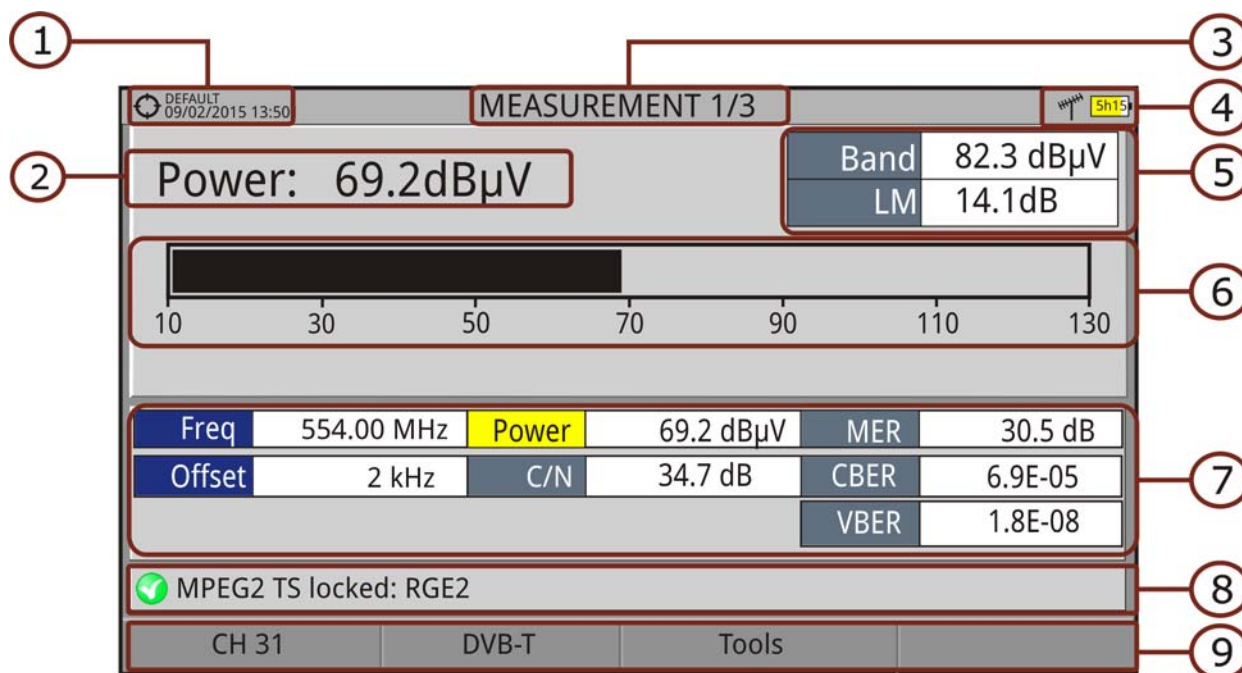 1
3
DEFAULT
09/02/2015 13:50
MEASUREMENT 1/3
5h15
4
2
Power: 69.2dBµV
Band 82.3 dBµV
LM 14.1dB
5
6
10 30 50 70 90 110 130
Freq 554.00 MHz Power 69.2 dBµV MER 30.5 dB
Offset 2 kHz C/N 34.7 dB CBER 6.9E-05
VBER 1.8E-08
7
MPEG2 TS locked: RGE2
8
CH 31 DVB-T Tools
9